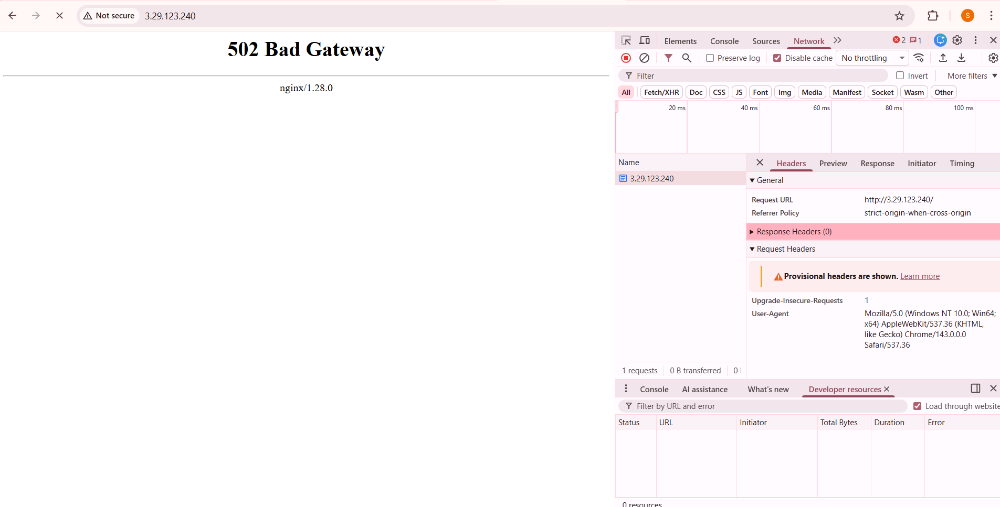 Not secure 3.29.123.240 S
502 Bad Gateway
nginx/1.28.0
Elements Console Sources Network 2 1
Preserve log Disable cache No throttling
Filter Invert More filters
All Fetch/XHR Doc CSS JS Font Img Media Manifest Socket Wasm Other
20 ms 40 ms 60 ms 80 ms 100 ms
Name
3.29.123.240
1 requests 0 B transferred 0
Headers Preview Response Initiator Timing
General
Request URL http://3.29.123.240/
Referrer Policy strict-origin-when-cross-origin
Response Headers (0)
Request Headers
Provisional headers are shown. Learn more
Upgrade-Insecure-Requests 1
User-Agent Mozilla/5.0 (Windows NT 10.0; Win64;
x64) AppleWebKit/537.36 (KHTML,
like Gecko) Chrome/143.0.0.0
Safari/537.36
Console AI assistance What's new Developer resources
Filter by URL and error Load through website
Status URL Initiator Total Bytes Duration Error
0 resources